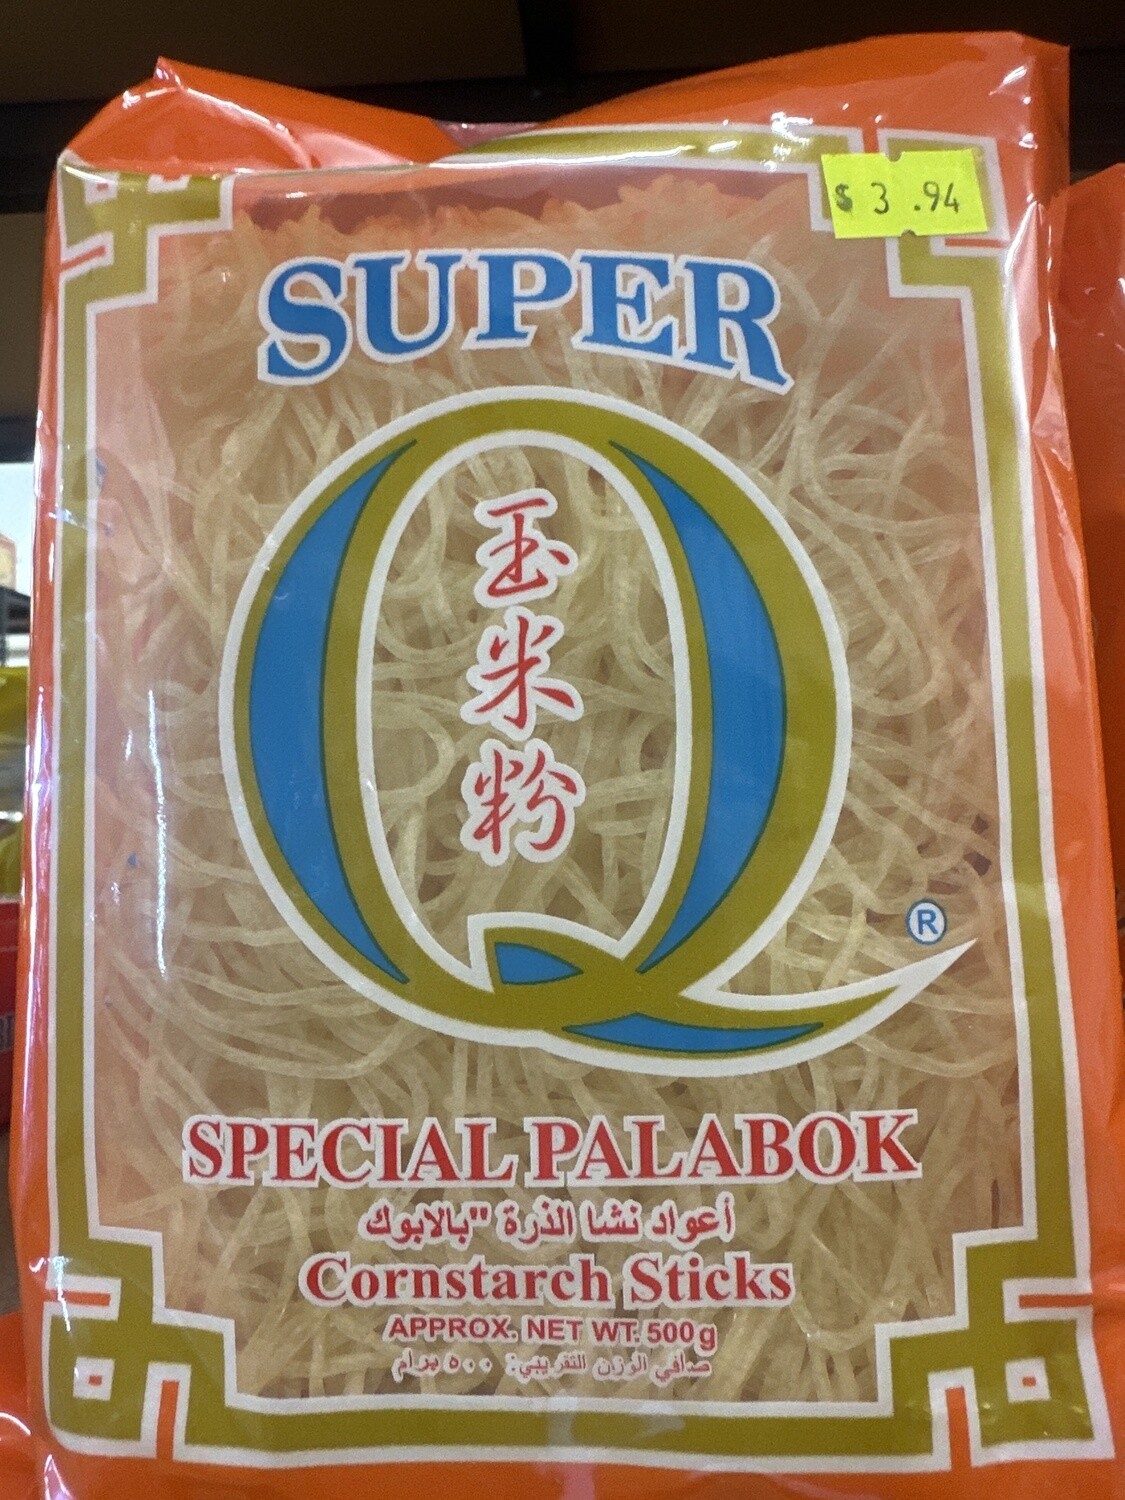 $ 3.94
SUPER
Q
玉米粉
®
SPECIAL PALABOK
أعواد نشا الذرة "بالابوك
Cornstarch Sticks
APPROX. NET WT. 500g
صافي الوزن التقريبي: ٥٠٠ جرام